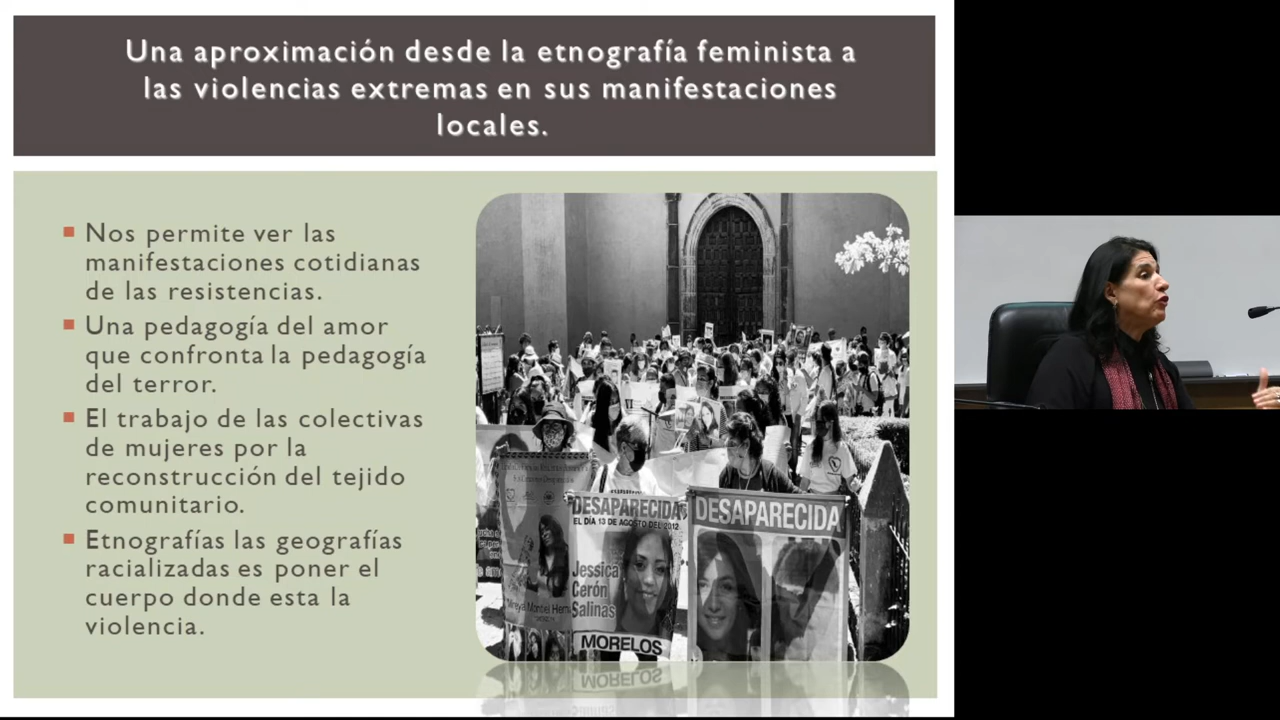 Una aproximación desde la etnografía feminista a
las violencias extremas en sus manifestaciones
locales.
Nos permite ver las
manifestaciones cotidianas
de las resistencias.
Una pedagogía del amor
que confronta la pedagogía
del terror.
El trabajo de las colectivas
de mujeres por la
reconstrucción del tejido
comunitario.
Etnografías las geografías
racializadas es poner el
cuerpo donde esta la
violencia.
DESAPARECIDA
EL DÍA 13 DE AGOSTO DEL 2012
Jessica
Cerón
Salinas
MORELOS
DESAPARECIDA